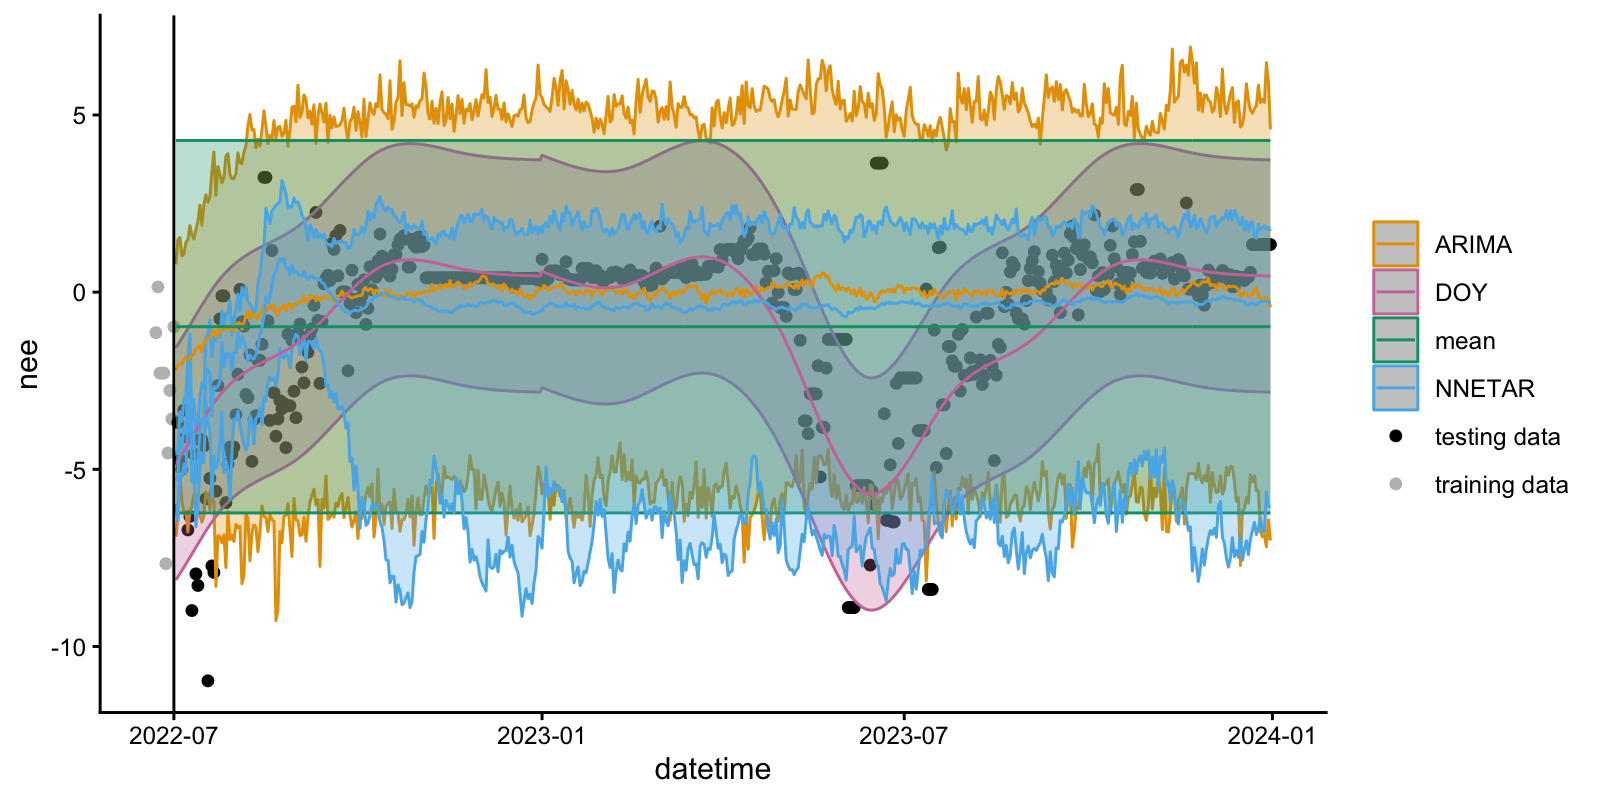 5
0
-5
-10
nee
2022-07
2023-01
2023-07
2024-01
datetime
ARIMA
DOY
mean
NNETAR
testing data
training data